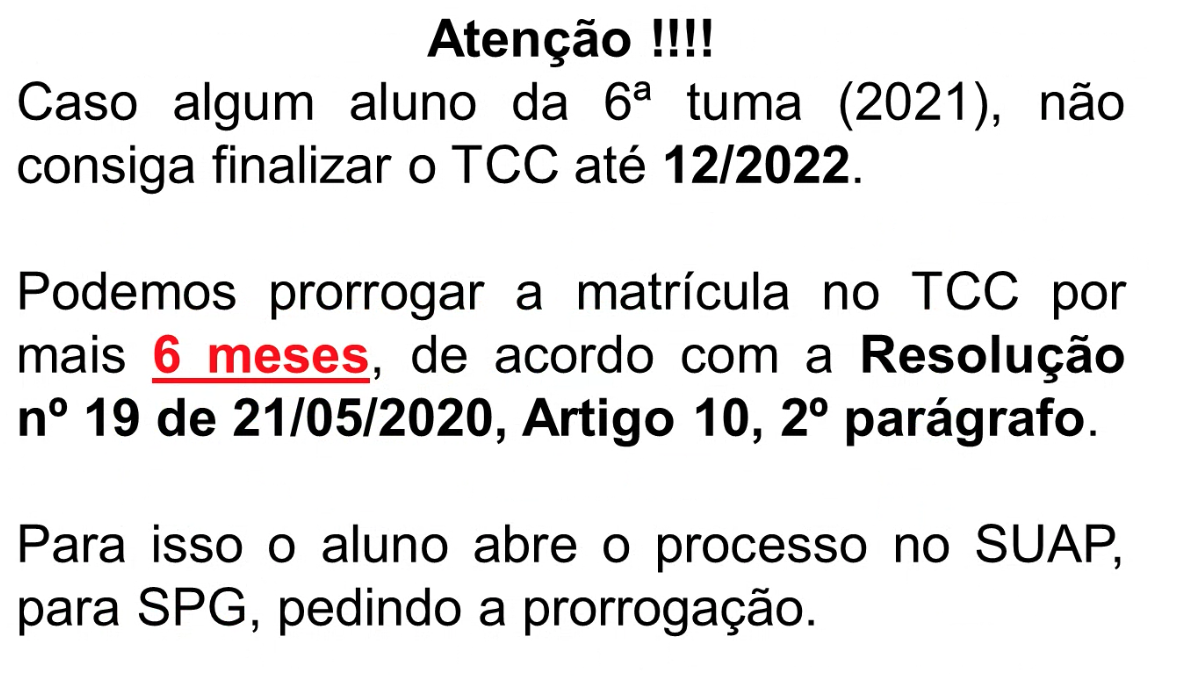 Atenção !!!!
Caso algum aluno da 6ª tuma (2021), não
consiga finalizar o TCC até 12/2022.
Podemos prorrogar a matrícula no TCC por
mais 6 meses, de acordo com a Resolução
nº 19 de 21/05/2020, Artigo 10, 2º parágrafo.
Para isso o aluno abre o processo no SUAP,
para SPG, pedindo a prorrogação.